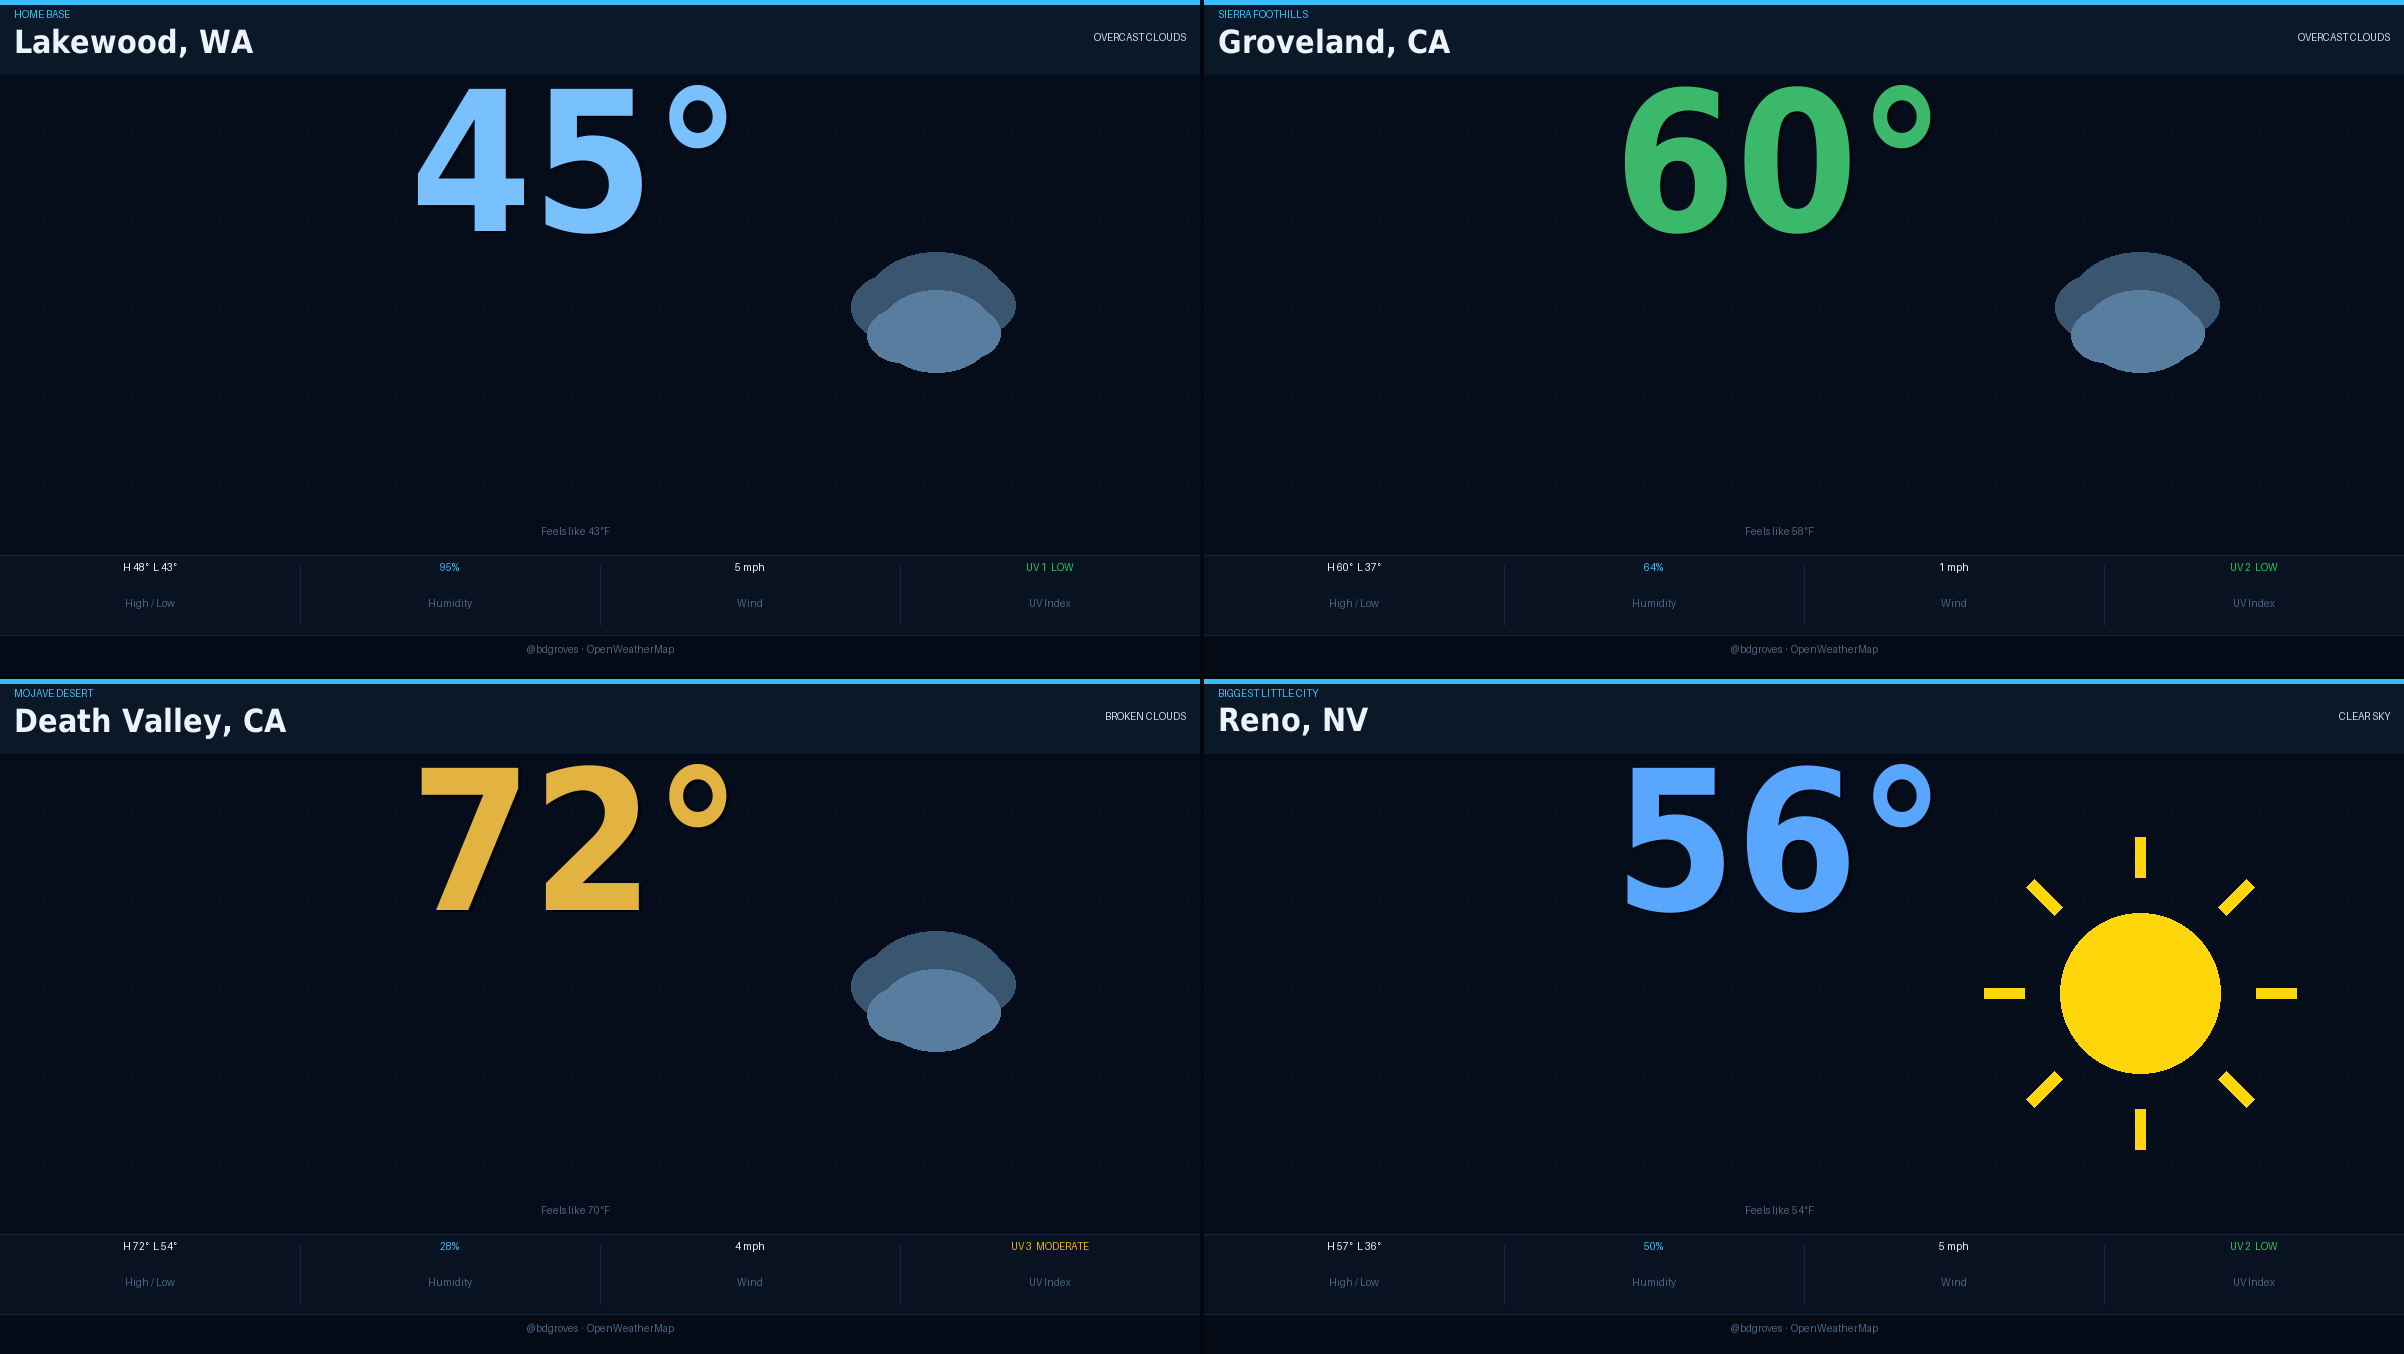 HOME BASE
Lakewood, WA
OVERCAST CLOUDS
45°
Feels like 43°F
H 48° L 43°
95%
5 mph
UV 1 LOW
High / Low
Humidity
Wind
UV Index
@bdgroves · OpenWeatherMap
SIERRA FOOTHILLS
Groveland, CA
OVERCAST CLOUDS
60°
Feels like 58°F
H 60° L 37°
64%
1 mph
UV 2 LOW
High / Low
Humidity
Wind
UV Index
@bdgroves · OpenWeatherMap
MOJAVE DESERT
Death Valley, CA
BROKEN CLOUDS
72°
Feels like 70°F
H 72° L 54°
28%
4 mph
UV 3 MODERATE
High / Low
Humidity
Wind
UV Index
@bdgroves · OpenWeatherMap
BIGGEST LITTLE CITY
Reno, NV
CLEAR SKY
56°
Feels like 54°F
H 57° L 36°
50%
5 mph
UV 2 LOW
High / Low
Humidity
Wind
UV Index
@bdgroves · OpenWeatherMap